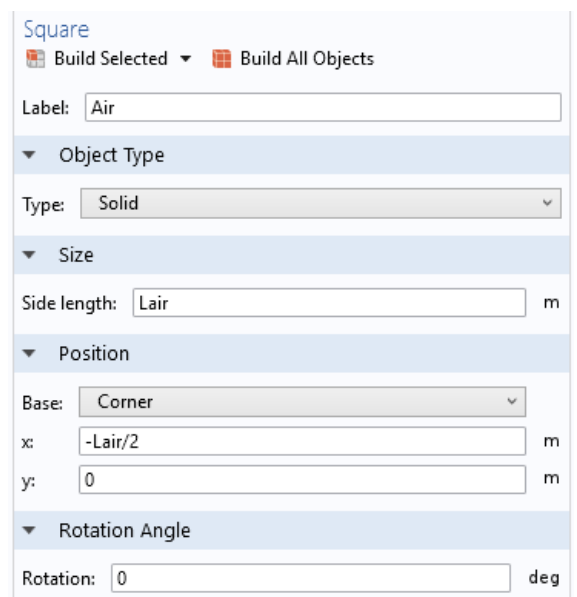 Square
Build Selected Build All Objects
Label: Air
Object Type
Type: Solid
Size
Side length: Lair m
Position
Base: Corner
x: -Lair/2 m
y: 0 m
Rotation Angle
Rotation: 0 deg